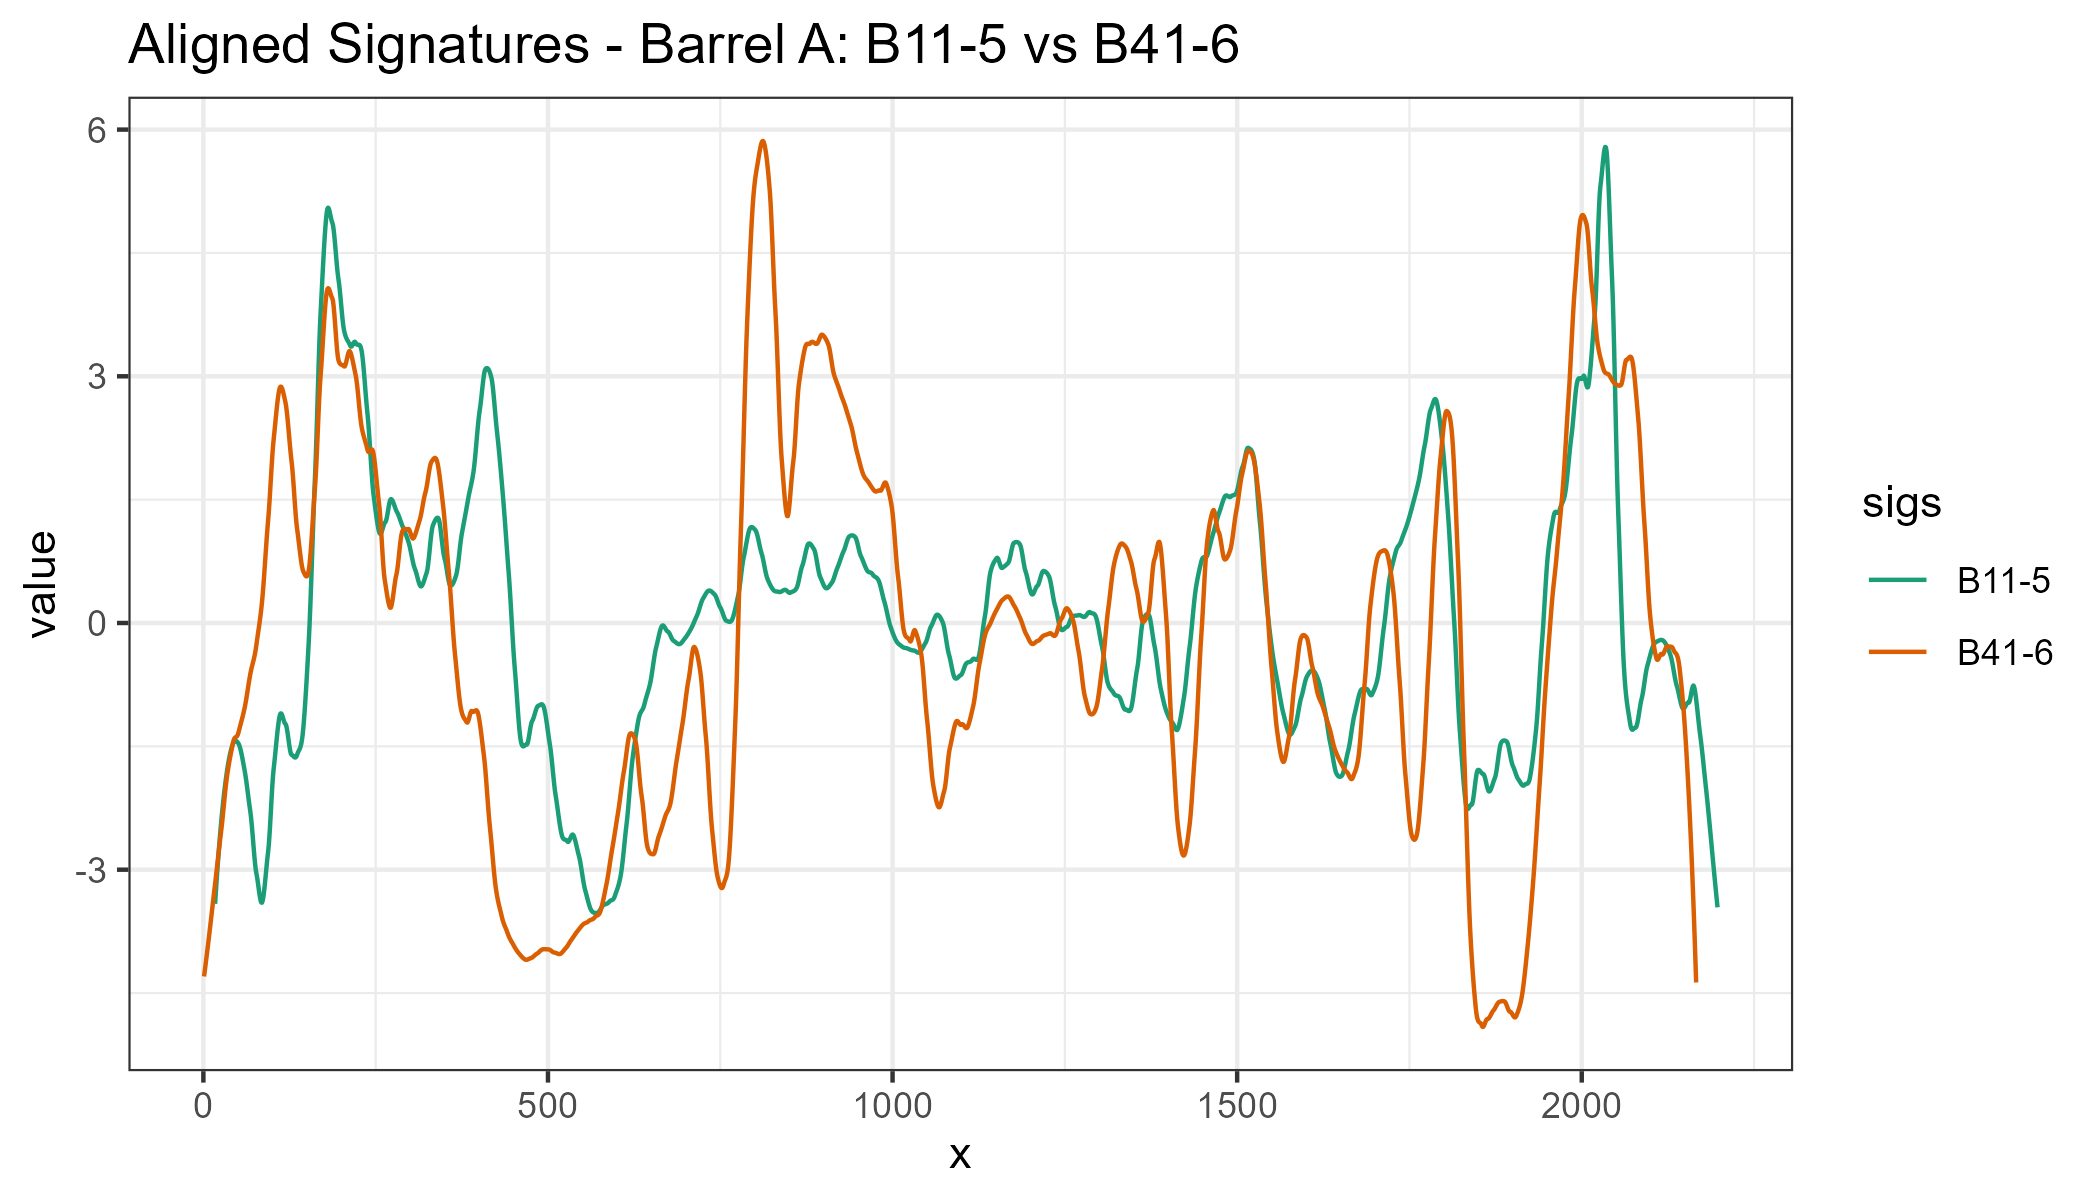 Aligned Signatures - Barrel A: B11-5 vs B41-6
6
3
0
-3
value
0
500
1000
1500
2000
x
sigs
B11-5
B41-6